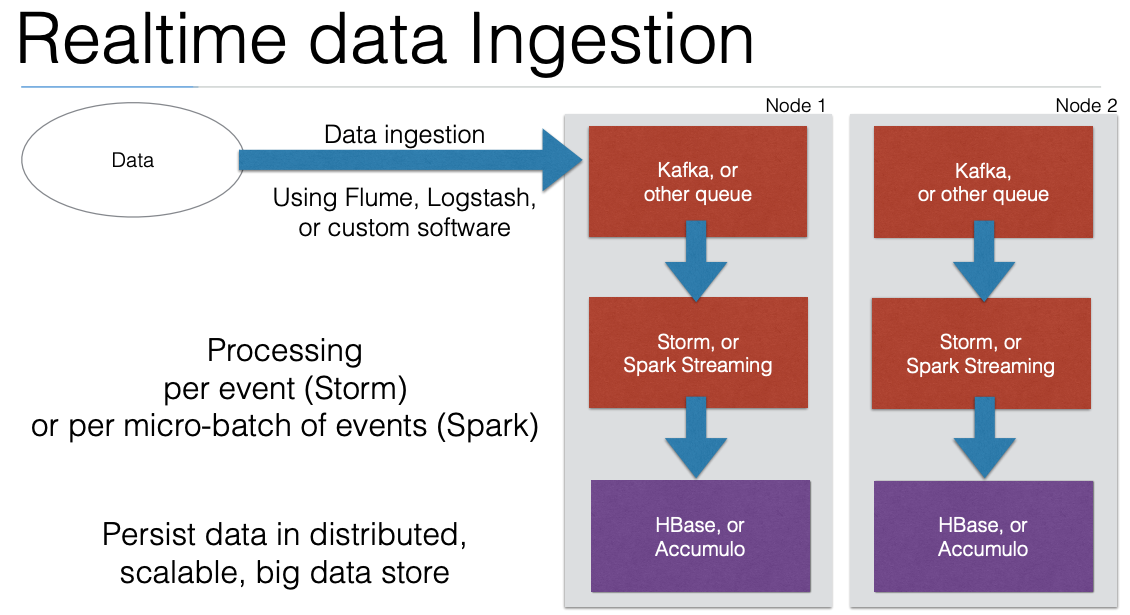 Realtime data Ingestion
Node 1
Node 2
Data
Data ingestion
Using Flume, Logstash,
or custom software
Kafka, or
other queue
Kafka,
or other queue
Processing
per event (Storm)
or per micro-batch of events (Spark)
Storm, or
Spark Streaming
Storm, or
Spark Streaming
Persist data in distributed,
scalable, big data store
HBase, or
Accumulo
HBase, or
Accumulo